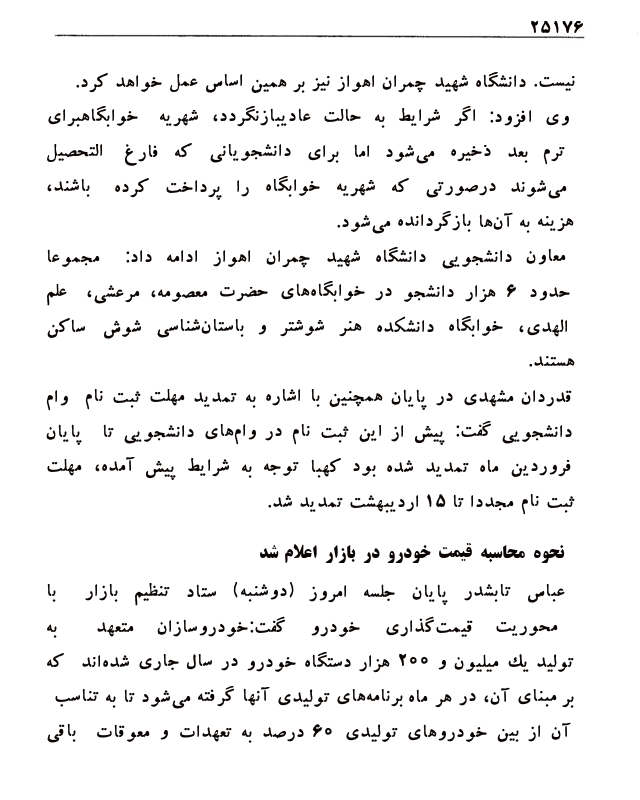 ۲۵۱۷۶
نیست. دانشگاه شهید چمران اهواز نیز بر همین اساس عمل خواهد کرد.
وی افزود: اگر شرایط به حالت عادیبازنگردد، شهریه خوابگاهبرای
ترم بعد ذخیره می‌شود اما برای دانشجویانی که فارغ التحصیل
می‌شوند درصورتی که شهریه خوابگاه را پرداخت کرده باشند،
هزینه به آن‌ها بازگردانده می‌شود.
معاون دانشجویی دانشگاه شهید چمران اهواز ادامه داد: مجموعا
حدود ۶ هزار دانشجو در خوابگاه‌های حضرت معصومه، مرعشی، علم
الهدی، خوابگاه دانشکده هنر شوشتر و باستان‌شناسی شوش ساکن
هستند.
قدردان مشهدی در پایان همچنین با اشاره به تمدید مهلت ثبت نام وام
دانشجویی گفت: پیش از این ثبت نام در وام‌های دانشجویی تا پایان
فروردین ماه تمدید شده بود کهبا توجه به شرایط پیش آمده، مهلت
ثبت نام مجددا تا ۱۵ اردیبهشت تمدید شد.
نحوه محاسبه قیمت خودرو در بازار اعلام شد
عباس تابشدر پایان جلسه امروز (دوشنبه) ستاد تنظیم بازار با
محوریت قیمت‌گذاری خودرو گفت:خودروسازان متعهد به
تولید یك میلیون و ۲۰۰ هزار دستگاه خودرو در سال جاری شده‌اند که
بر مبنای آن، در هر ماه برنامه‌های تولیدی آنها گرفته می‌شود تا به تناسب
آن از بین خودروهای تولیدی ۶۰ درصد به تعهدات و معوقات باقی